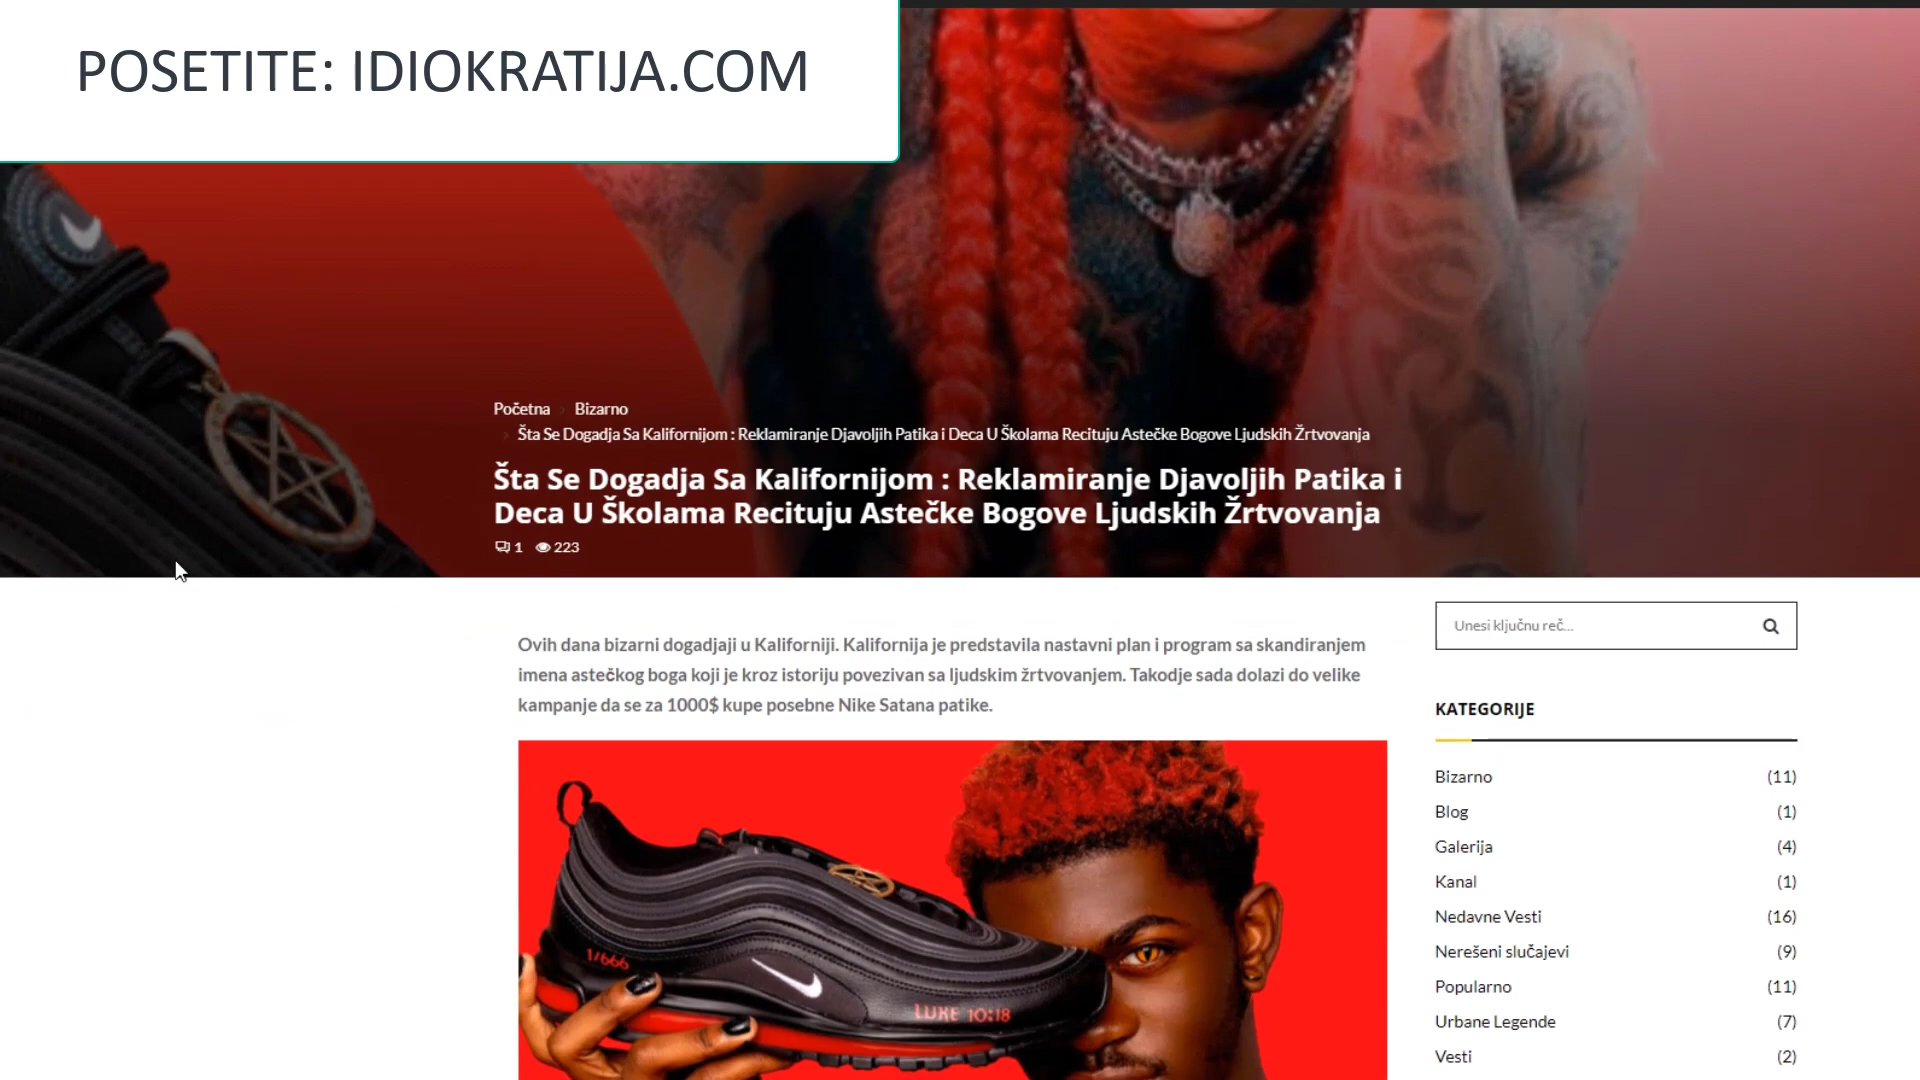 POSETITE: IDIOKRATIJA.COM
Početna
Bizarno
Šta Se Dogadja Sa Kalifornijom : Reklamiranje Djavoljih Patika i Deca U Školama Recituju Astečke Bogove Ljudskih Žrtvovanja
Šta Se Dogadja Sa Kalifornijom : Reklamiranje Djavoljih Patika i
Deca U Školama Recituju Astečke Bogove Ljudskih Žrtvovanja
1 223
Ovih dana bizarni dogadjaji u Kaliforniji. Kalifornija je predstavila nastavni plan i program sa skandiranjem
imena astečkog boga koji je kroz istoriju povezivan sa ljudskim žrtvovanjem. Takodje sada dolazi do velike
kampanje da se za 1000$ kupe posebne Nike Satana patike.
1/666
LUKE 10:18
Unesi ključnu reč...
KATEGORIJE
Bizarno (11)
Blog (1)
Galerija (4)
Kanal (1)
Nedavne Vesti (16)
Nerešeni slučajevi (9)
Popularno (11)
Urbane Legende (7)
Vesti (2)